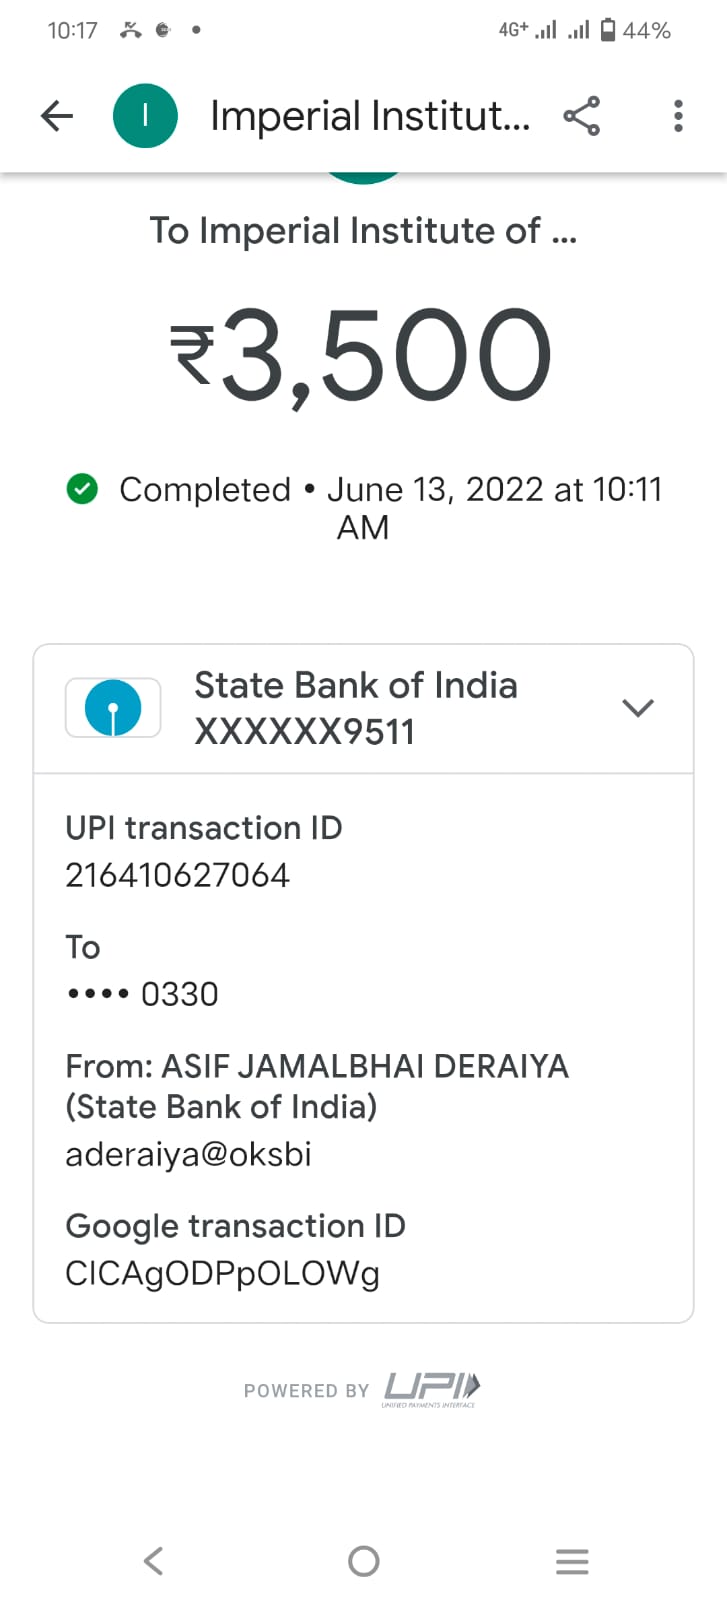 10:17 4G+ 44%
I Imperial Institut...
To Imperial Institute of ...
₹3,500
Completed • June 13, 2022 at 10:11
AM
State Bank of India
XXXXXX9511
UPI transaction ID
216410627064
To
•••• 0330
From: ASIF JAMALBHAI DERAIYA
(State Bank of India)
aderaiya@oksbi
Google transaction ID
CICAgODPpOLOWg
POWERED BY UPI
UNIFIED PAYMENTS INTERFACE